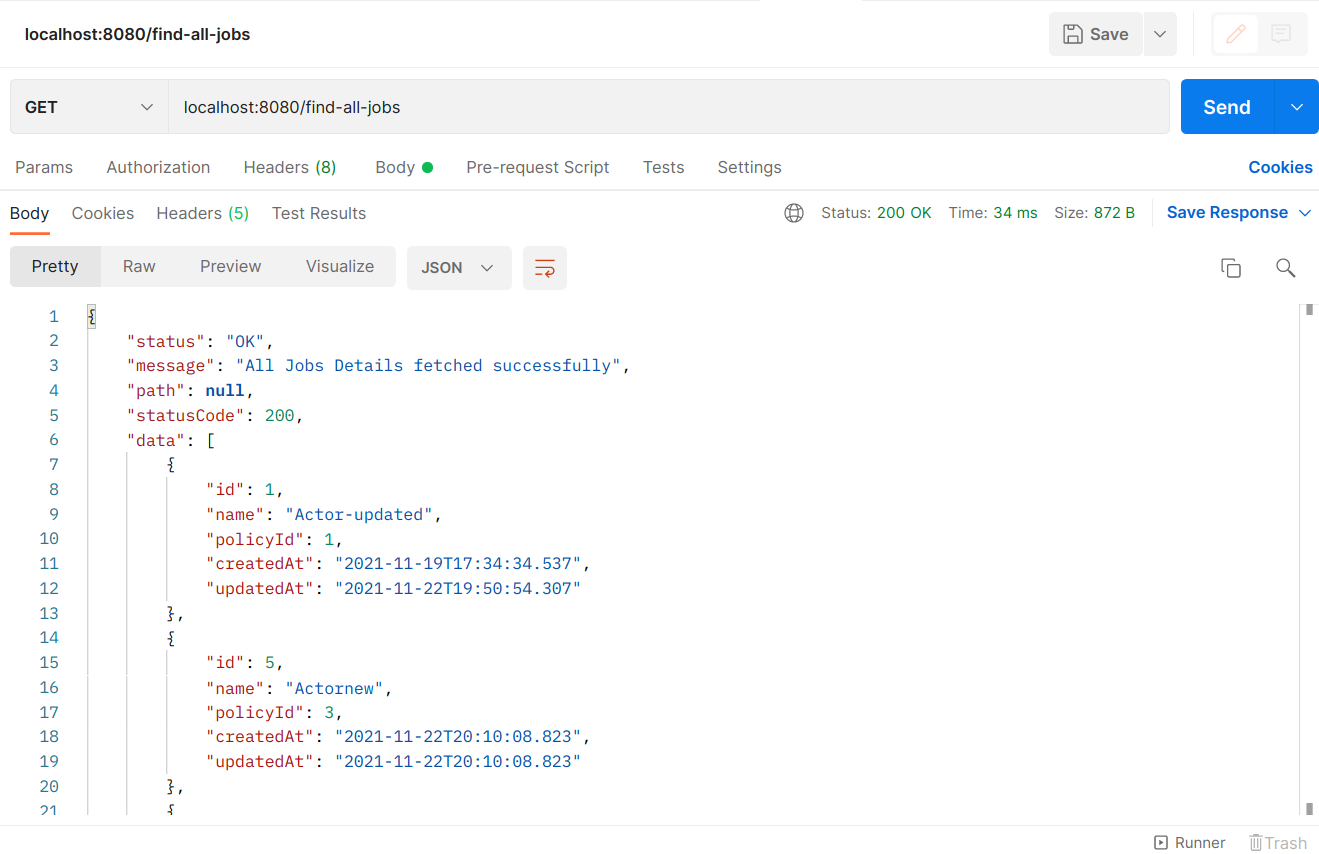 localhost:8080/find-all-jobs
Save
GET
localhost:8080/find-all-jobs
Send
Params Authorization Headers (8) Body Pre-request Script Tests Settings Cookies
Body Cookies Headers (5) Test Results Status: 200 OK Time: 34 ms Size: 872 B Save Response
Pretty Raw Preview Visualize JSON
1 {
2 "status": "OK",
3 "message": "All Jobs Details fetched successfully",
4 "path": null,
5 "statusCode": 200,
6 "data": [
7 {
8 "id": 1,
9 "name": "Actor-updated",
10 "policyId": 1,
11 "createdAt": "2021-11-19T17:34:34.537",
12 "updatedAt": "2021-11-22T19:50:54.307"
13 },
14 {
15 "id": 5,
16 "name": "Actornew",
17 "policyId": 3,
18 "createdAt": "2021-11-22T20:10:08.823",
19 "updatedAt": "2021-11-22T20:10:08.823"
20 },
21 {
Runner Trash